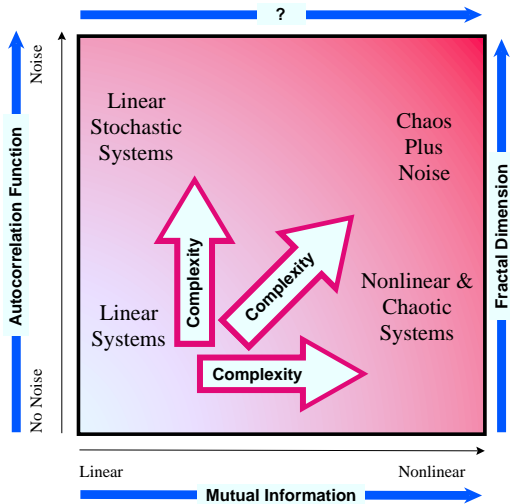 ?
Noise
Linear
Stochastic
Systems
Chaos
Plus
Noise
Autocorrelation Function
Fractal Dimension
Complexity
Complexity
Linear
Systems
Nonlinear &
Chaotic
Systems
Complexity
No Noise
Linear
Nonlinear
Mutual Information